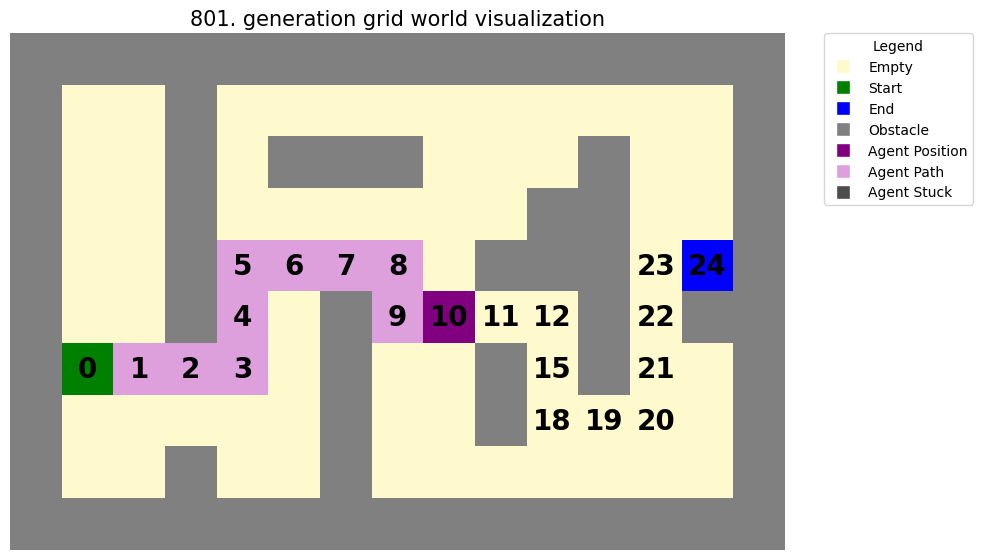 801. generation grid world visualization
Legend
Empty
Start
End
Obstacle
Agent Position
Agent Path
Agent Stuck
5 6 7 8 23 24
4 9 10 11 12 22
0 1 2 3 15 21
18 19 20